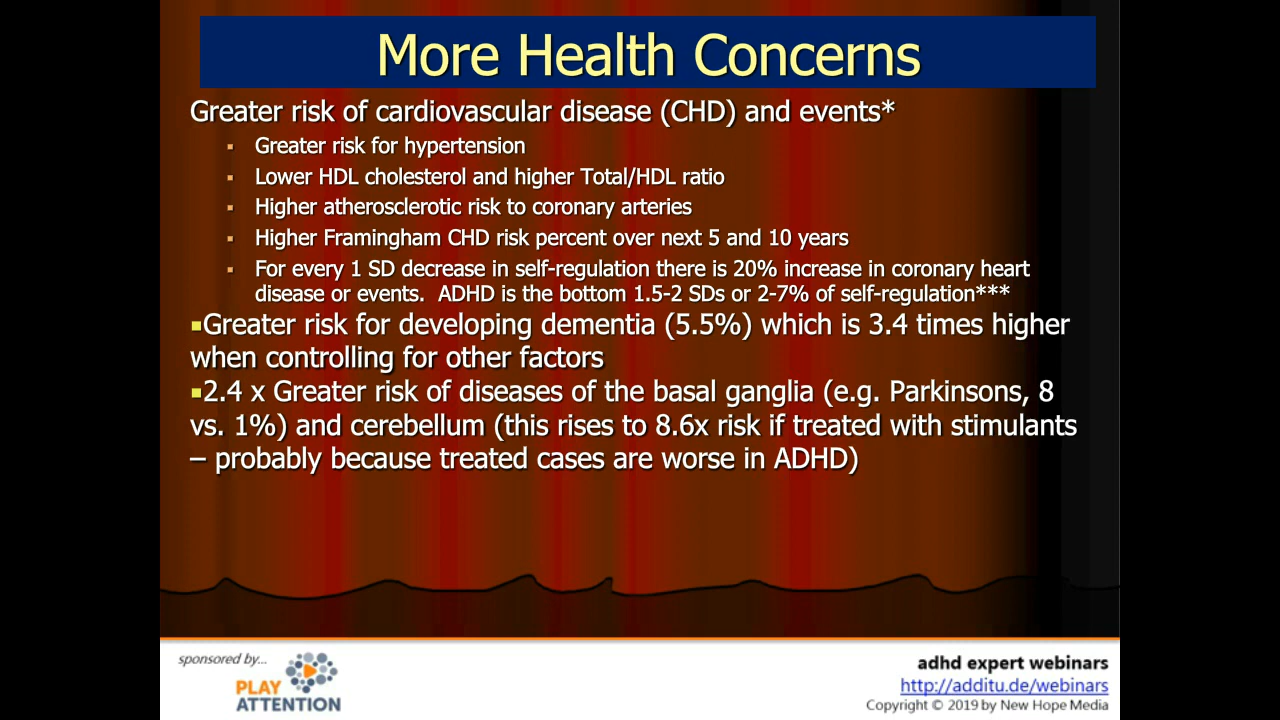 More Health Concerns
Greater risk of cardiovascular disease (CHD) and events*
▪ Greater risk for hypertension
▪ Lower HDL cholesterol and higher Total/HDL ratio
▪ Higher atherosclerotic risk to coronary arteries
▪ Higher Framingham CHD risk percent over next 5 and 10 years
▪ For every 1 SD decrease in self-regulation there is 20% increase in coronary heart
disease or events. ADHD is the bottom 1.5-2 SDs or 2-7% of self-regulation***
▪Greater risk for developing dementia (5.5%) which is 3.4 times higher
when controlling for other factors
▪2.4 x Greater risk of diseases of the basal ganglia (e.g. Parkinsons, 8
vs. 1%) and cerebellum (this rises to 8.6x risk if treated with stimulants
– probably because treated cases are worse in ADHD)
sponsored by...
PLAY
ATTENTION
adhd expert webinars
http://additu.de/webinars
Copyright © 2019 by New Hope Media